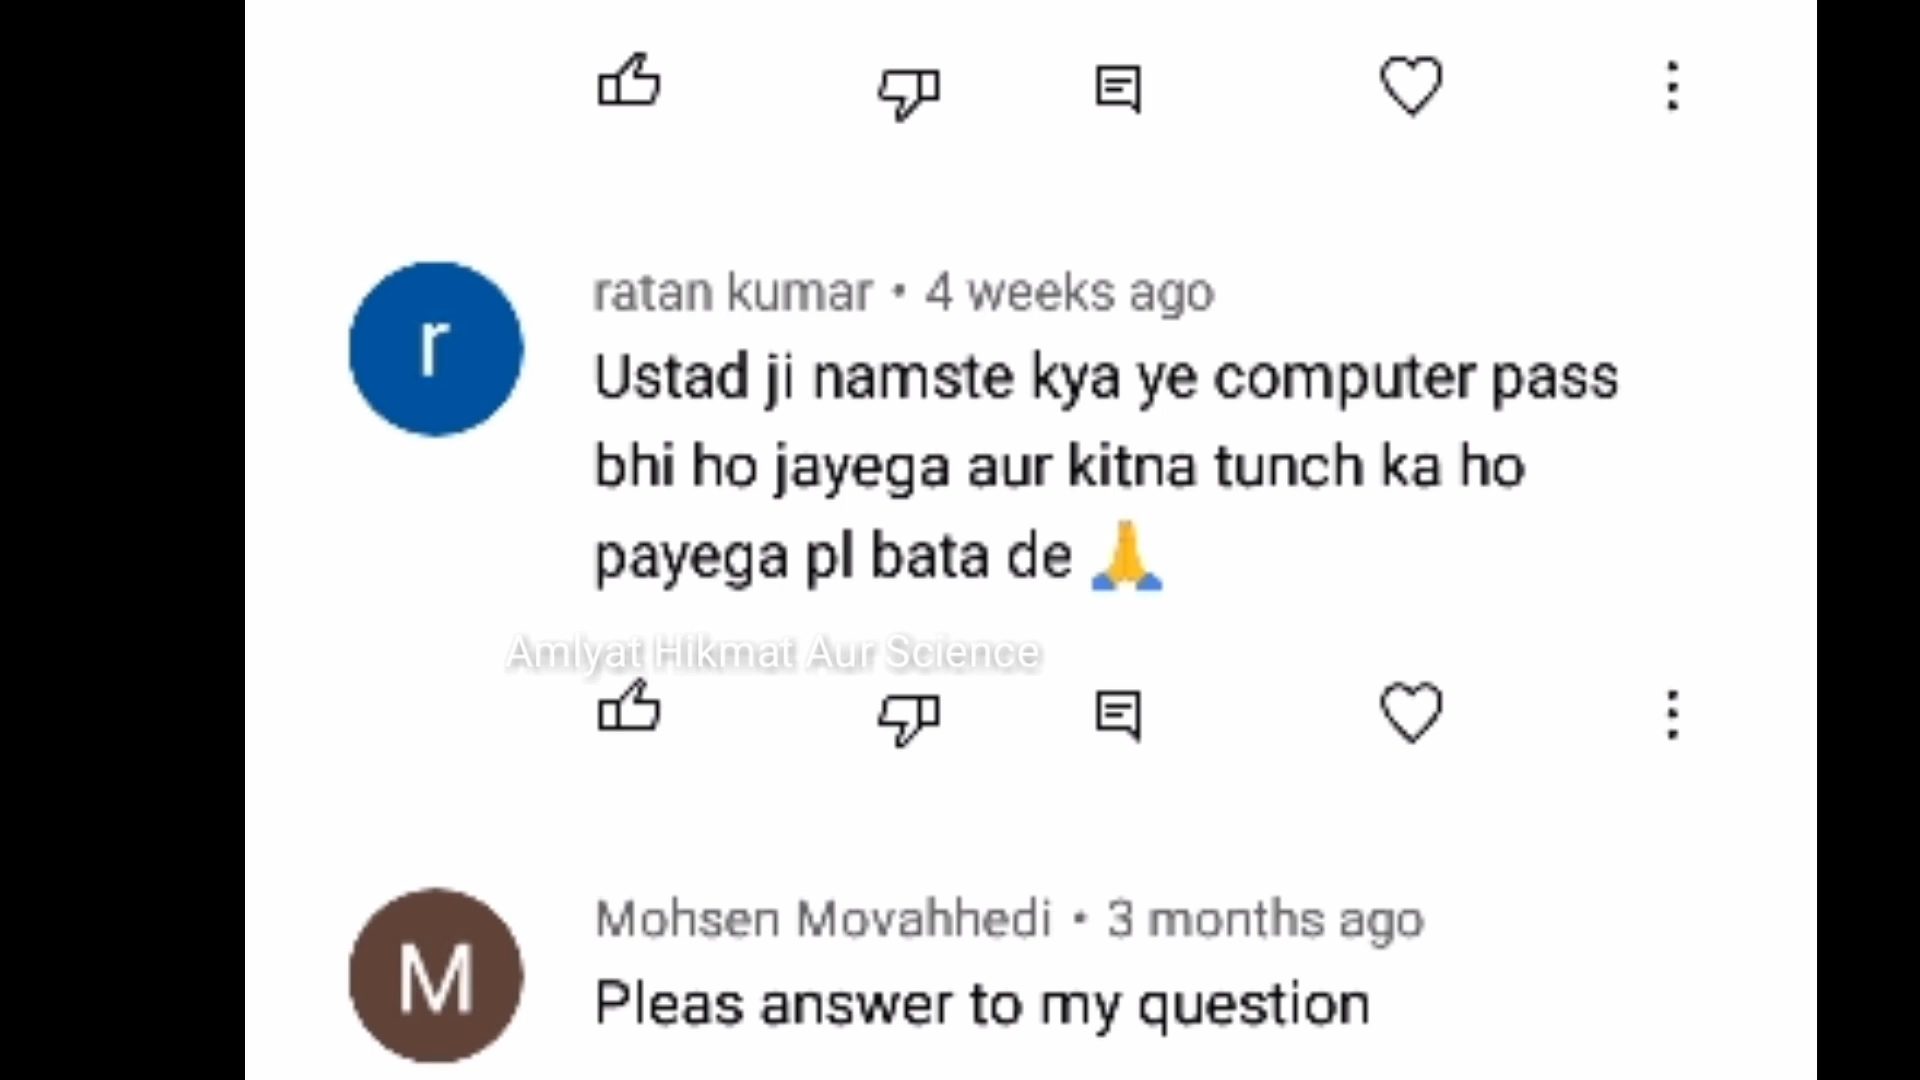 ratan kumar • 4 weeks ago
r
Ustad ji namste kya ye computer pass
bhi ho jayega aur kitna tunch ka ho
payega pl bata de 🙏
Amlyat Hikmat Aur Science
Mohsen Movahhedi • 3 months ago
M
Pleas answer to my question